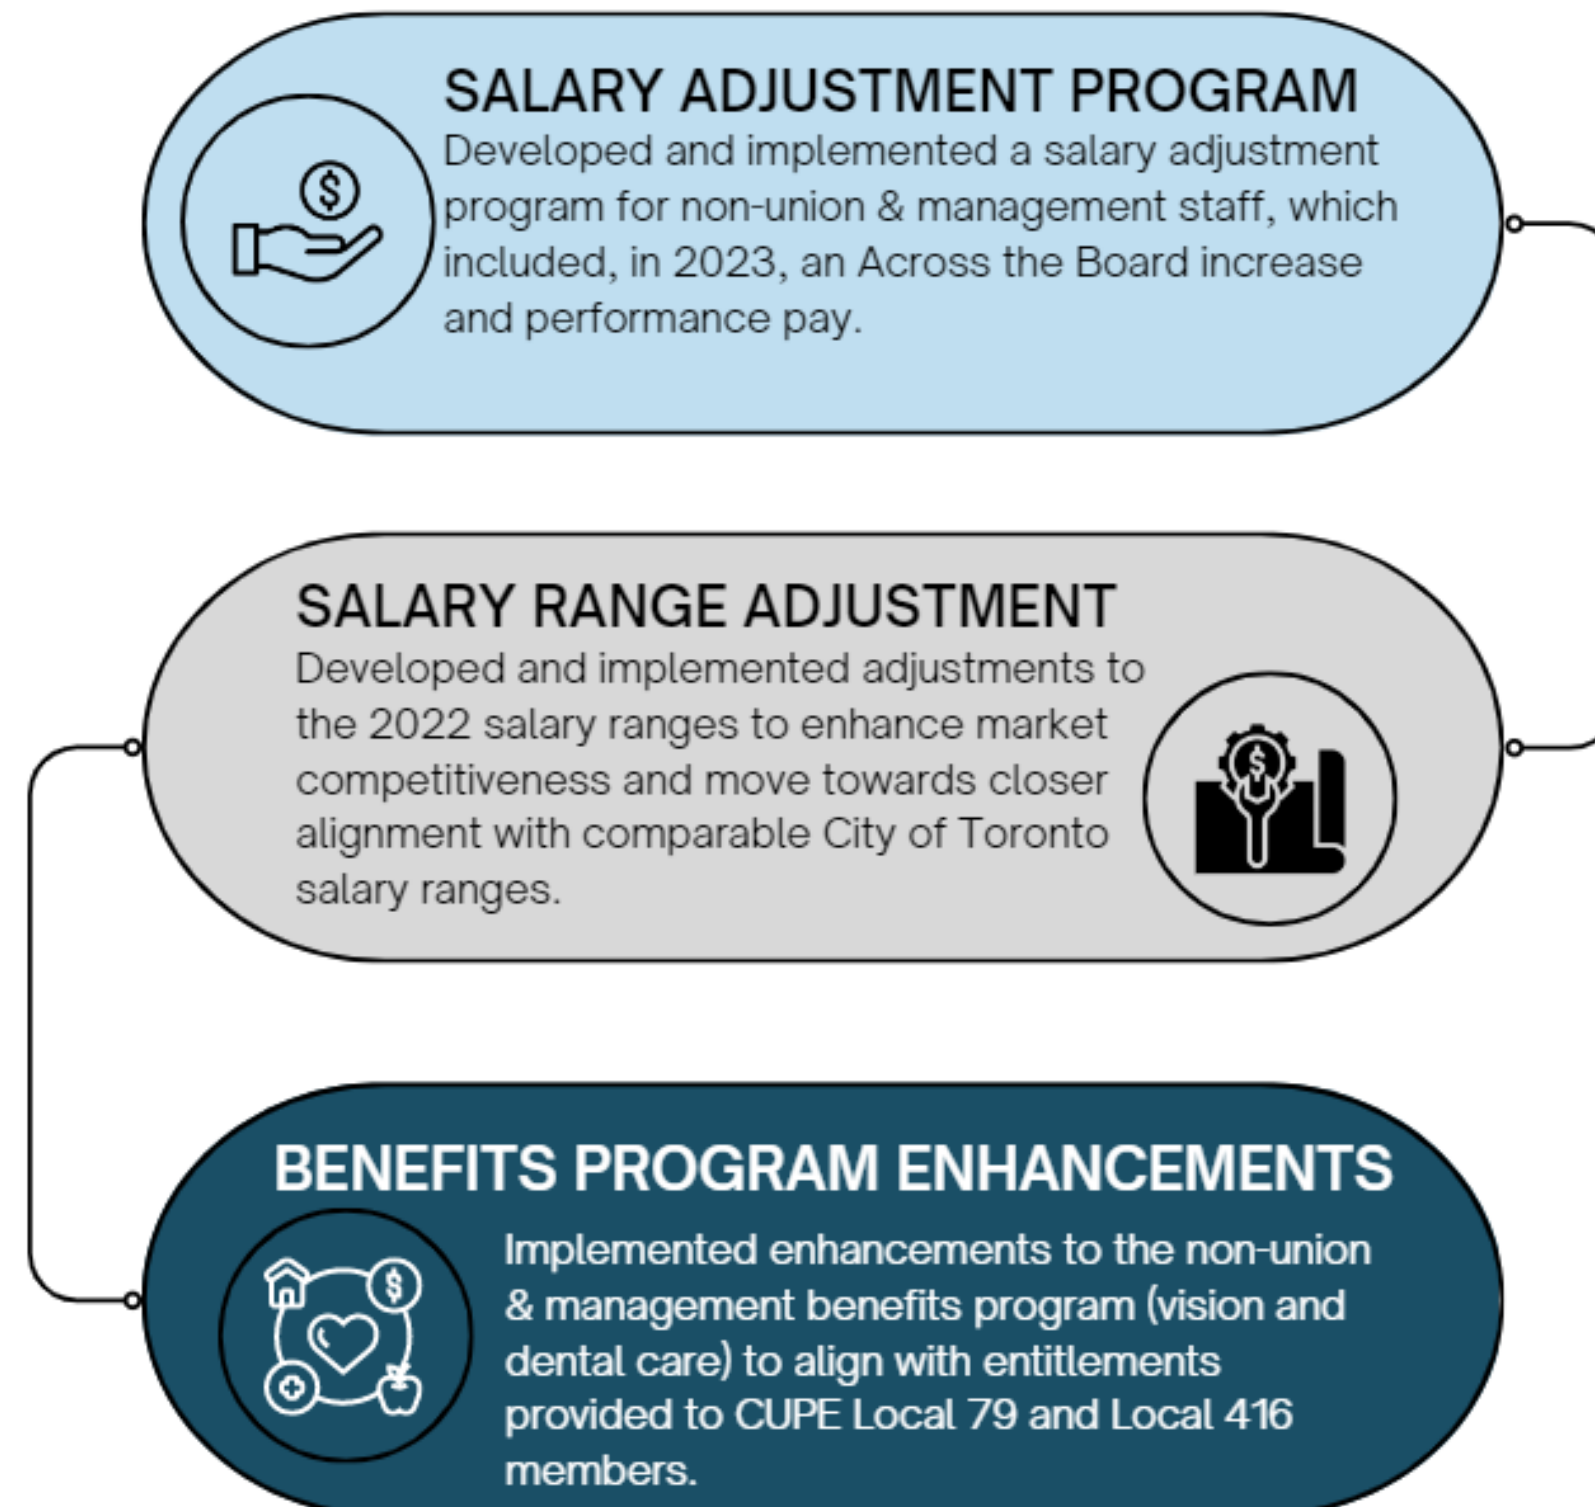 SALARY ADJUSTMENT PROGRAM
Developed and implemented a salary adjustment
program for non-union & management staff, which
included, in 2023, an Across the Board increase
and performance pay.
SALARY RANGE ADJUSTMENT
Developed and implemented adjustments to
the 2022 salary ranges to enhance market
competitiveness and move towards closer
alignment with comparable City of Toronto
salary ranges.
BENEFITS PROGRAM ENHANCEMENTS
Implemented enhancements to the non-union
& management benefits program (vision and
dental care) to align with entitlements
provided to CUPE Local 79 and Local 416
members.